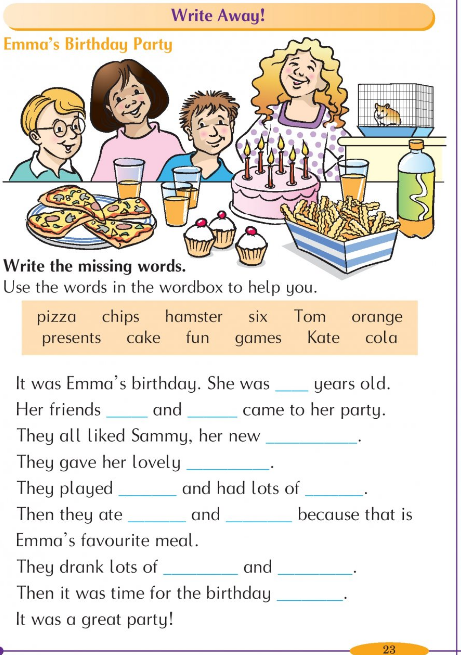 Write Away!
Emma's Birthday Party
Write the missing words.
Use the words in the wordbox to help you.
pizza chips hamster six Tom orange
presents cake fun games Kate cola
It was Emma's birthday. She was ____ years old.
Her friends _____ and ______ came to her party.
They all liked Sammy, her new ___________.
They gave her lovely __________.
They played _______ and had lots of _______.
Then they ate _______ and ________ because that is
Emma's favourite meal.
They drank lots of _________ and _________.
Then it was time for the birthday ________.
It was a great party!
23